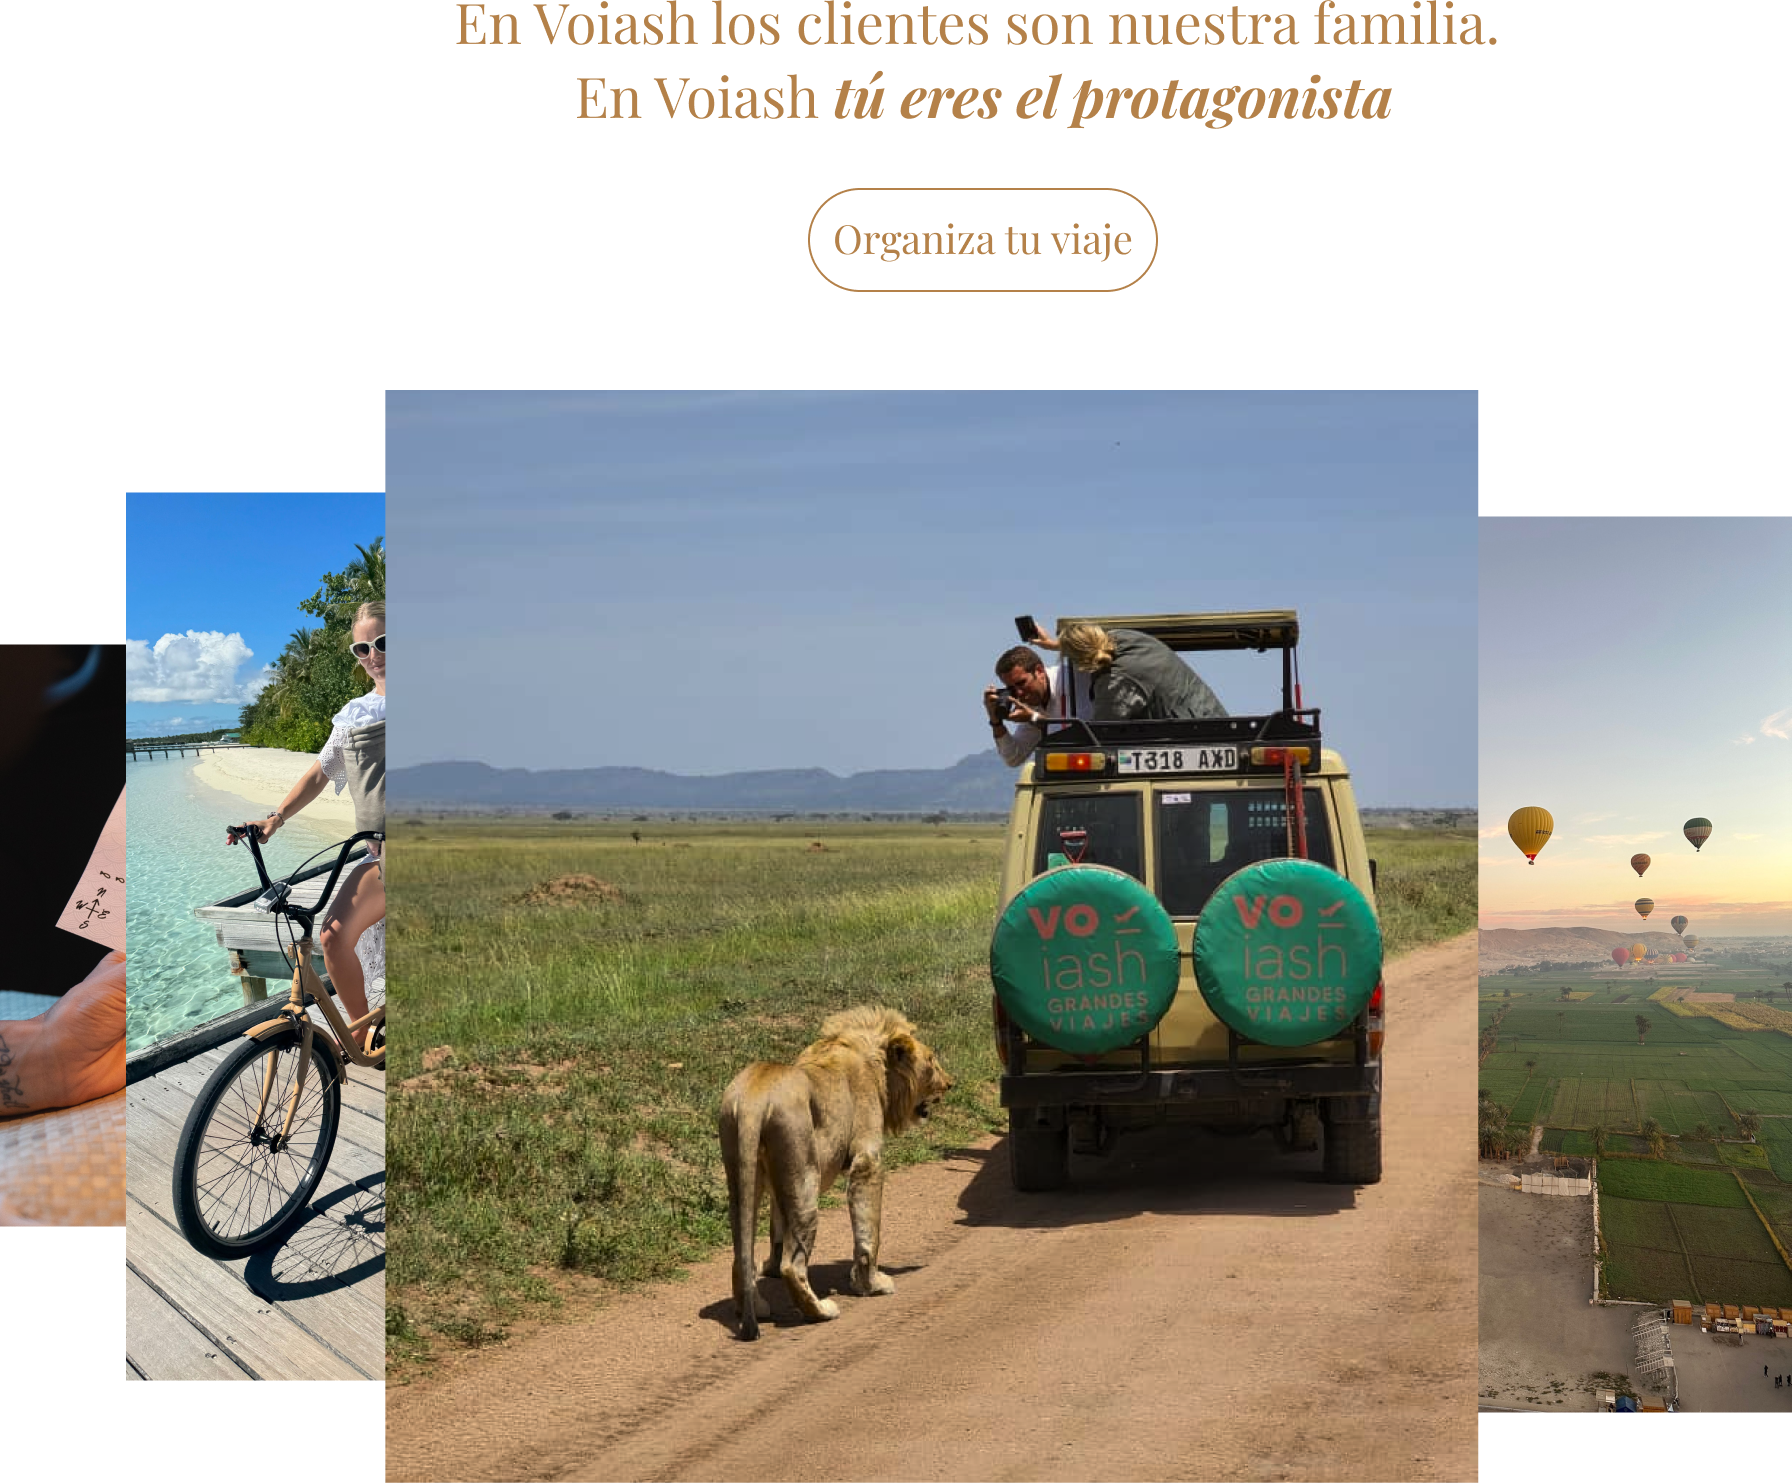 En Voiash los clientes son nuestra familia.
En Voiash tú eres el protagonista
Organiza tu viaje
T318 AXD
VO
iash
GRANDES
VIAJES
VO
iash
GRANDES
VIAJES
N
W E
S